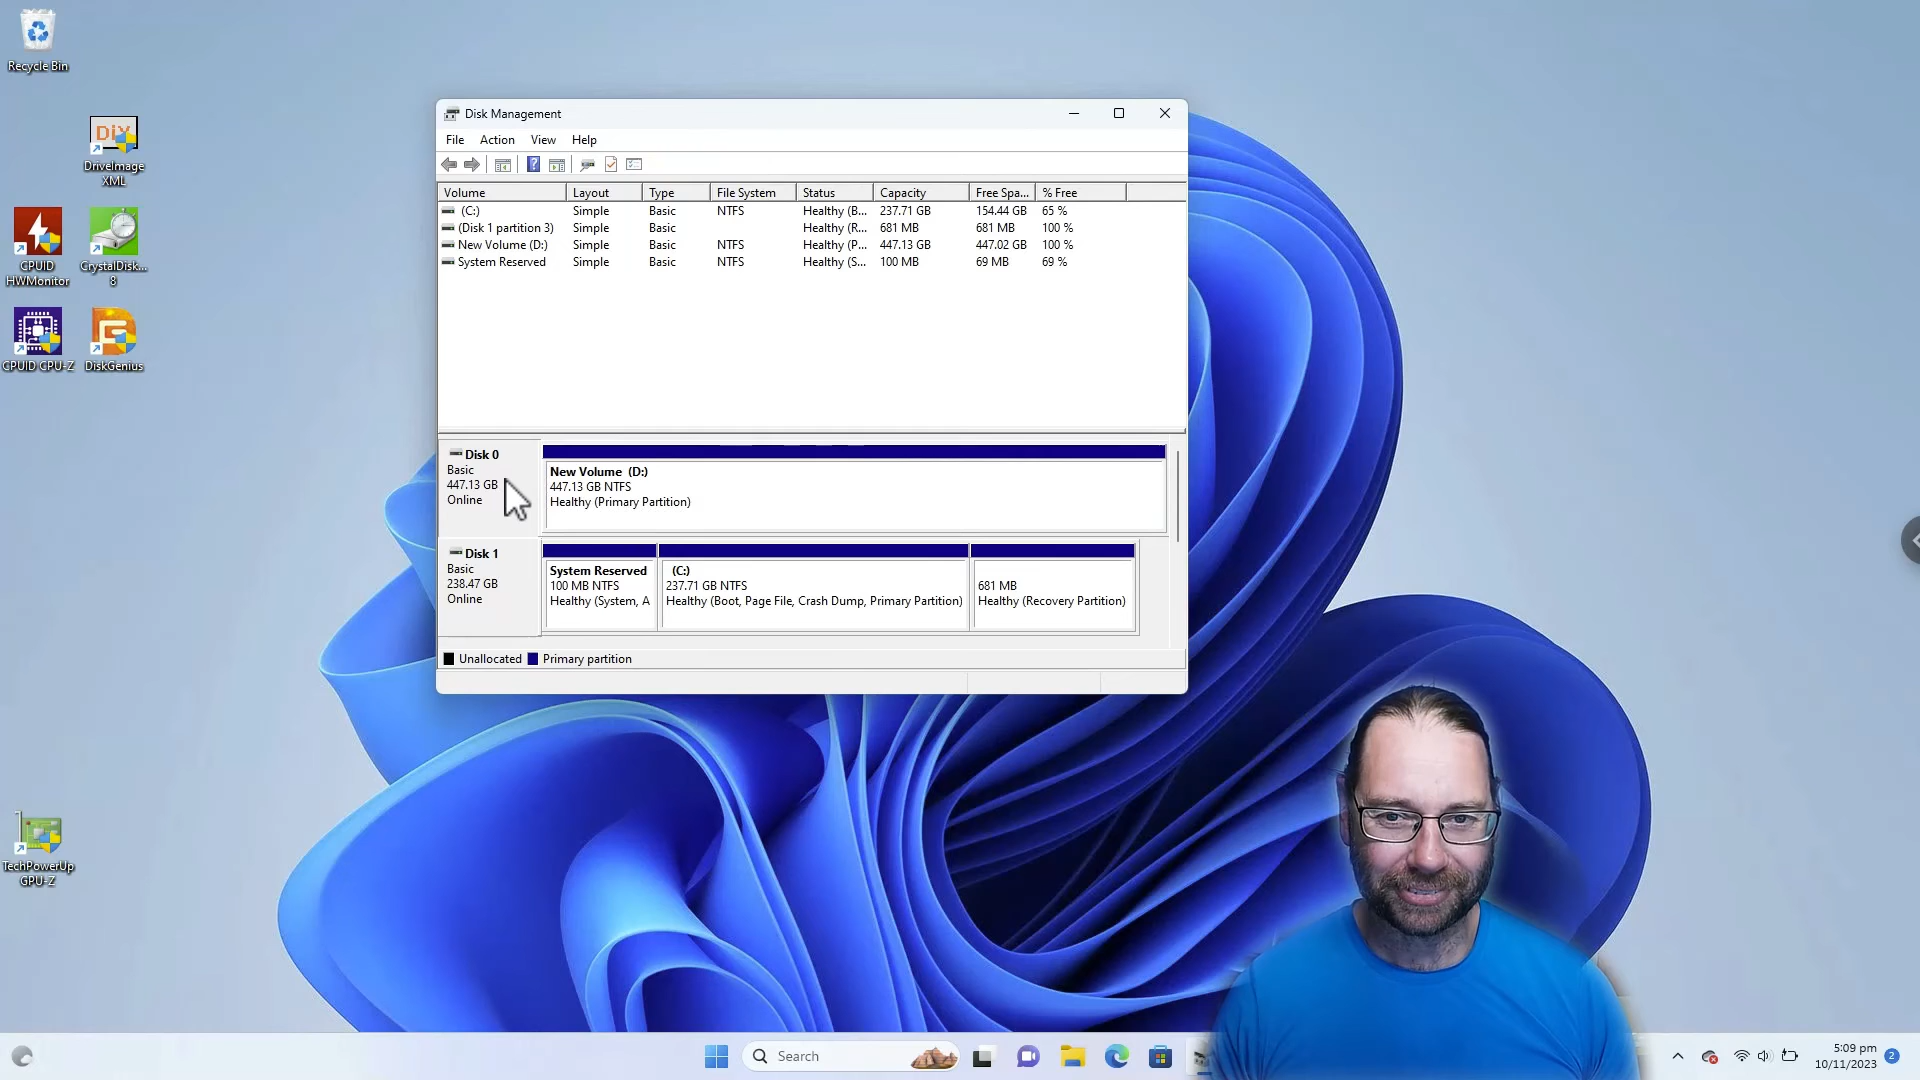 Recycle Bin
DiY
DriveImage
XML
CPUID
HWMonitor
CrystalDisk...
8
CPUID CPU-Z
DiskGenius
TechPowerUp
GPU-Z
Disk Management
File Action View Help
Volume Layout Type File System Status Capacity Free Spa... % Free
(C:) Simple Basic NTFS Healthy (B... 237.71 GB 154.44 GB 65 %
(Disk 1 partition 3) Simple Basic Healthy (R... 681 MB 681 MB 100 %
New Volume (D:) Simple Basic NTFS Healthy (P... 447.13 GB 447.02 GB 100 %
System Reserved Simple Basic NTFS Healthy (S... 100 MB 69 MB 69 %
Disk 0
Basic
447.13 GB
Online
New Volume (D:)
447.13 GB NTFS
Healthy (Primary Partition)
Disk 1
Basic
238.47 GB
Online
System Reserved
100 MB NTFS
Healthy (System, A
(C:)
237.71 GB NTFS
Healthy (Boot, Page File, Crash Dump, Primary Partition)
681 MB
Healthy (Recovery Partition)
Unallocated Primary partition
Search
5:09 pm
10/11/2023
2